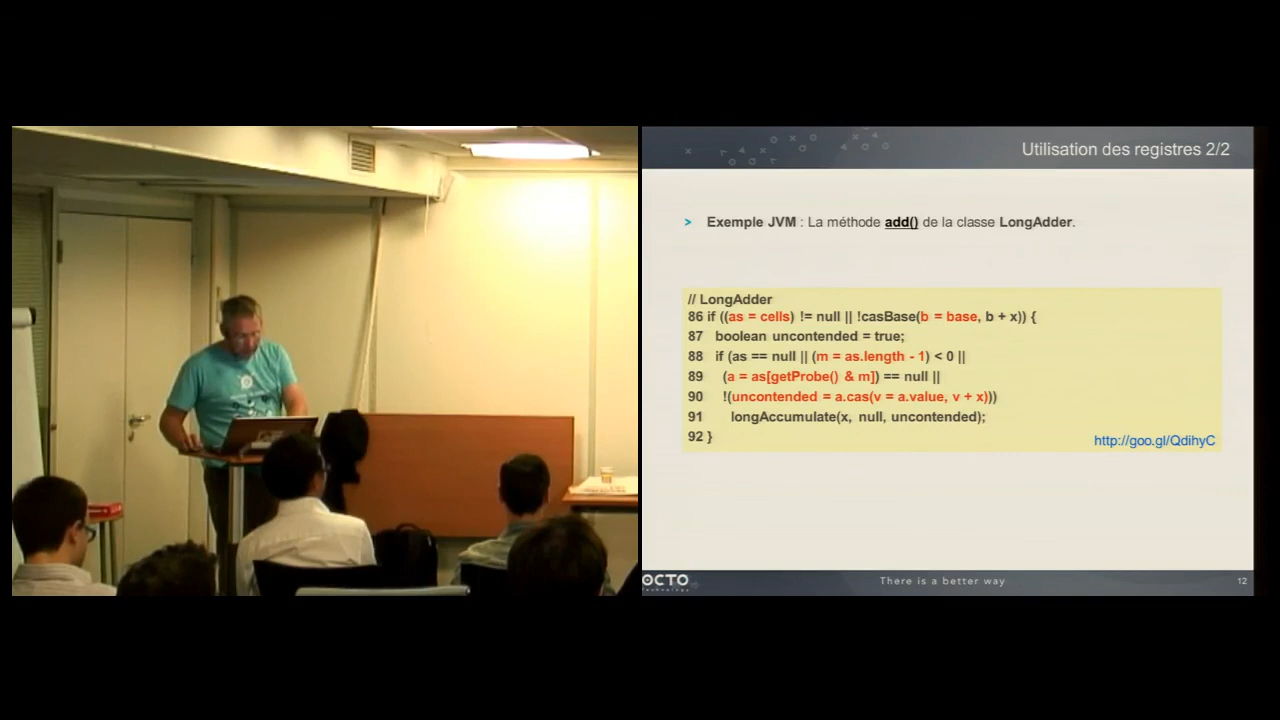 Utilisation des registres 2/2
> Exemple JVM : La méthode add() de la classe LongAdder.
// LongAdder
86 if ((as = cells) != null || !casBase(b = base, b + x)) {
87 boolean uncontended = true;
88 if (as == null || (m = as.length - 1) < 0 ||
89 (a = as[getProbe() & m]) == null ||
90 !(uncontended = a.cas(v = a.value, v + x)))
91 longAccumulate(x, null, uncontended);
92 }
http://goo.gl/QdihyC
OCTO
technology
There is a better way
12